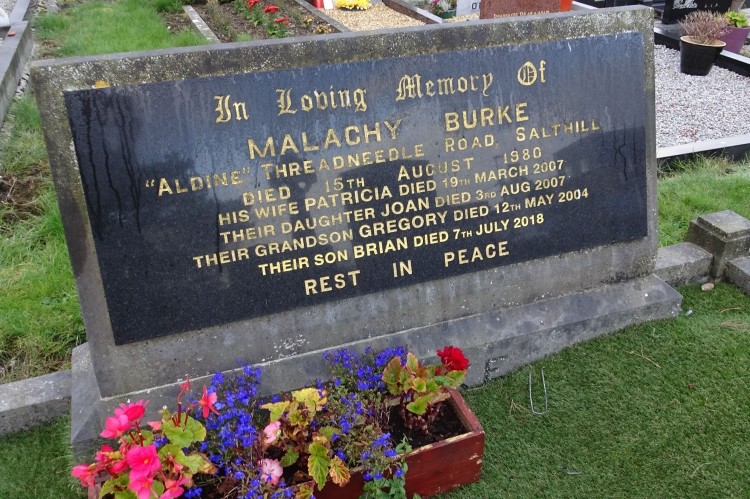 In Loving Memory Of
MALACHY BURKE
"ALDINE" THREADNEEDLE ROAD, SALTHILL
DIED 15TH AUGUST 1980
HIS WIFE PATRICIA DIED 19TH MARCH 2007
THEIR DAUGHTER JOAN DIED 3RD AUG 2007
THEIR GRANDSON GREGORY DIED 12TH MAY 2004
THEIR SON BRIAN DIED 7TH JULY 2018
REST IN PEACE